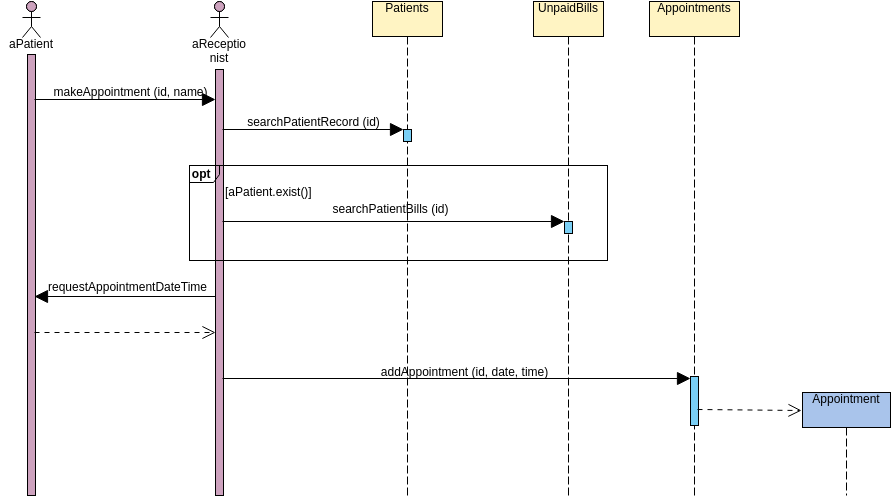 aPatient
aReceptio
nist
Patients
UnpaidBills
Appointments
makeAppointment (id, name)
searchPatientRecord (id)
opt
[aPatient.exist()]
searchPatientBills (id)
requestAppointmentDateTime
addAppointment (id, date, time)
Appointment